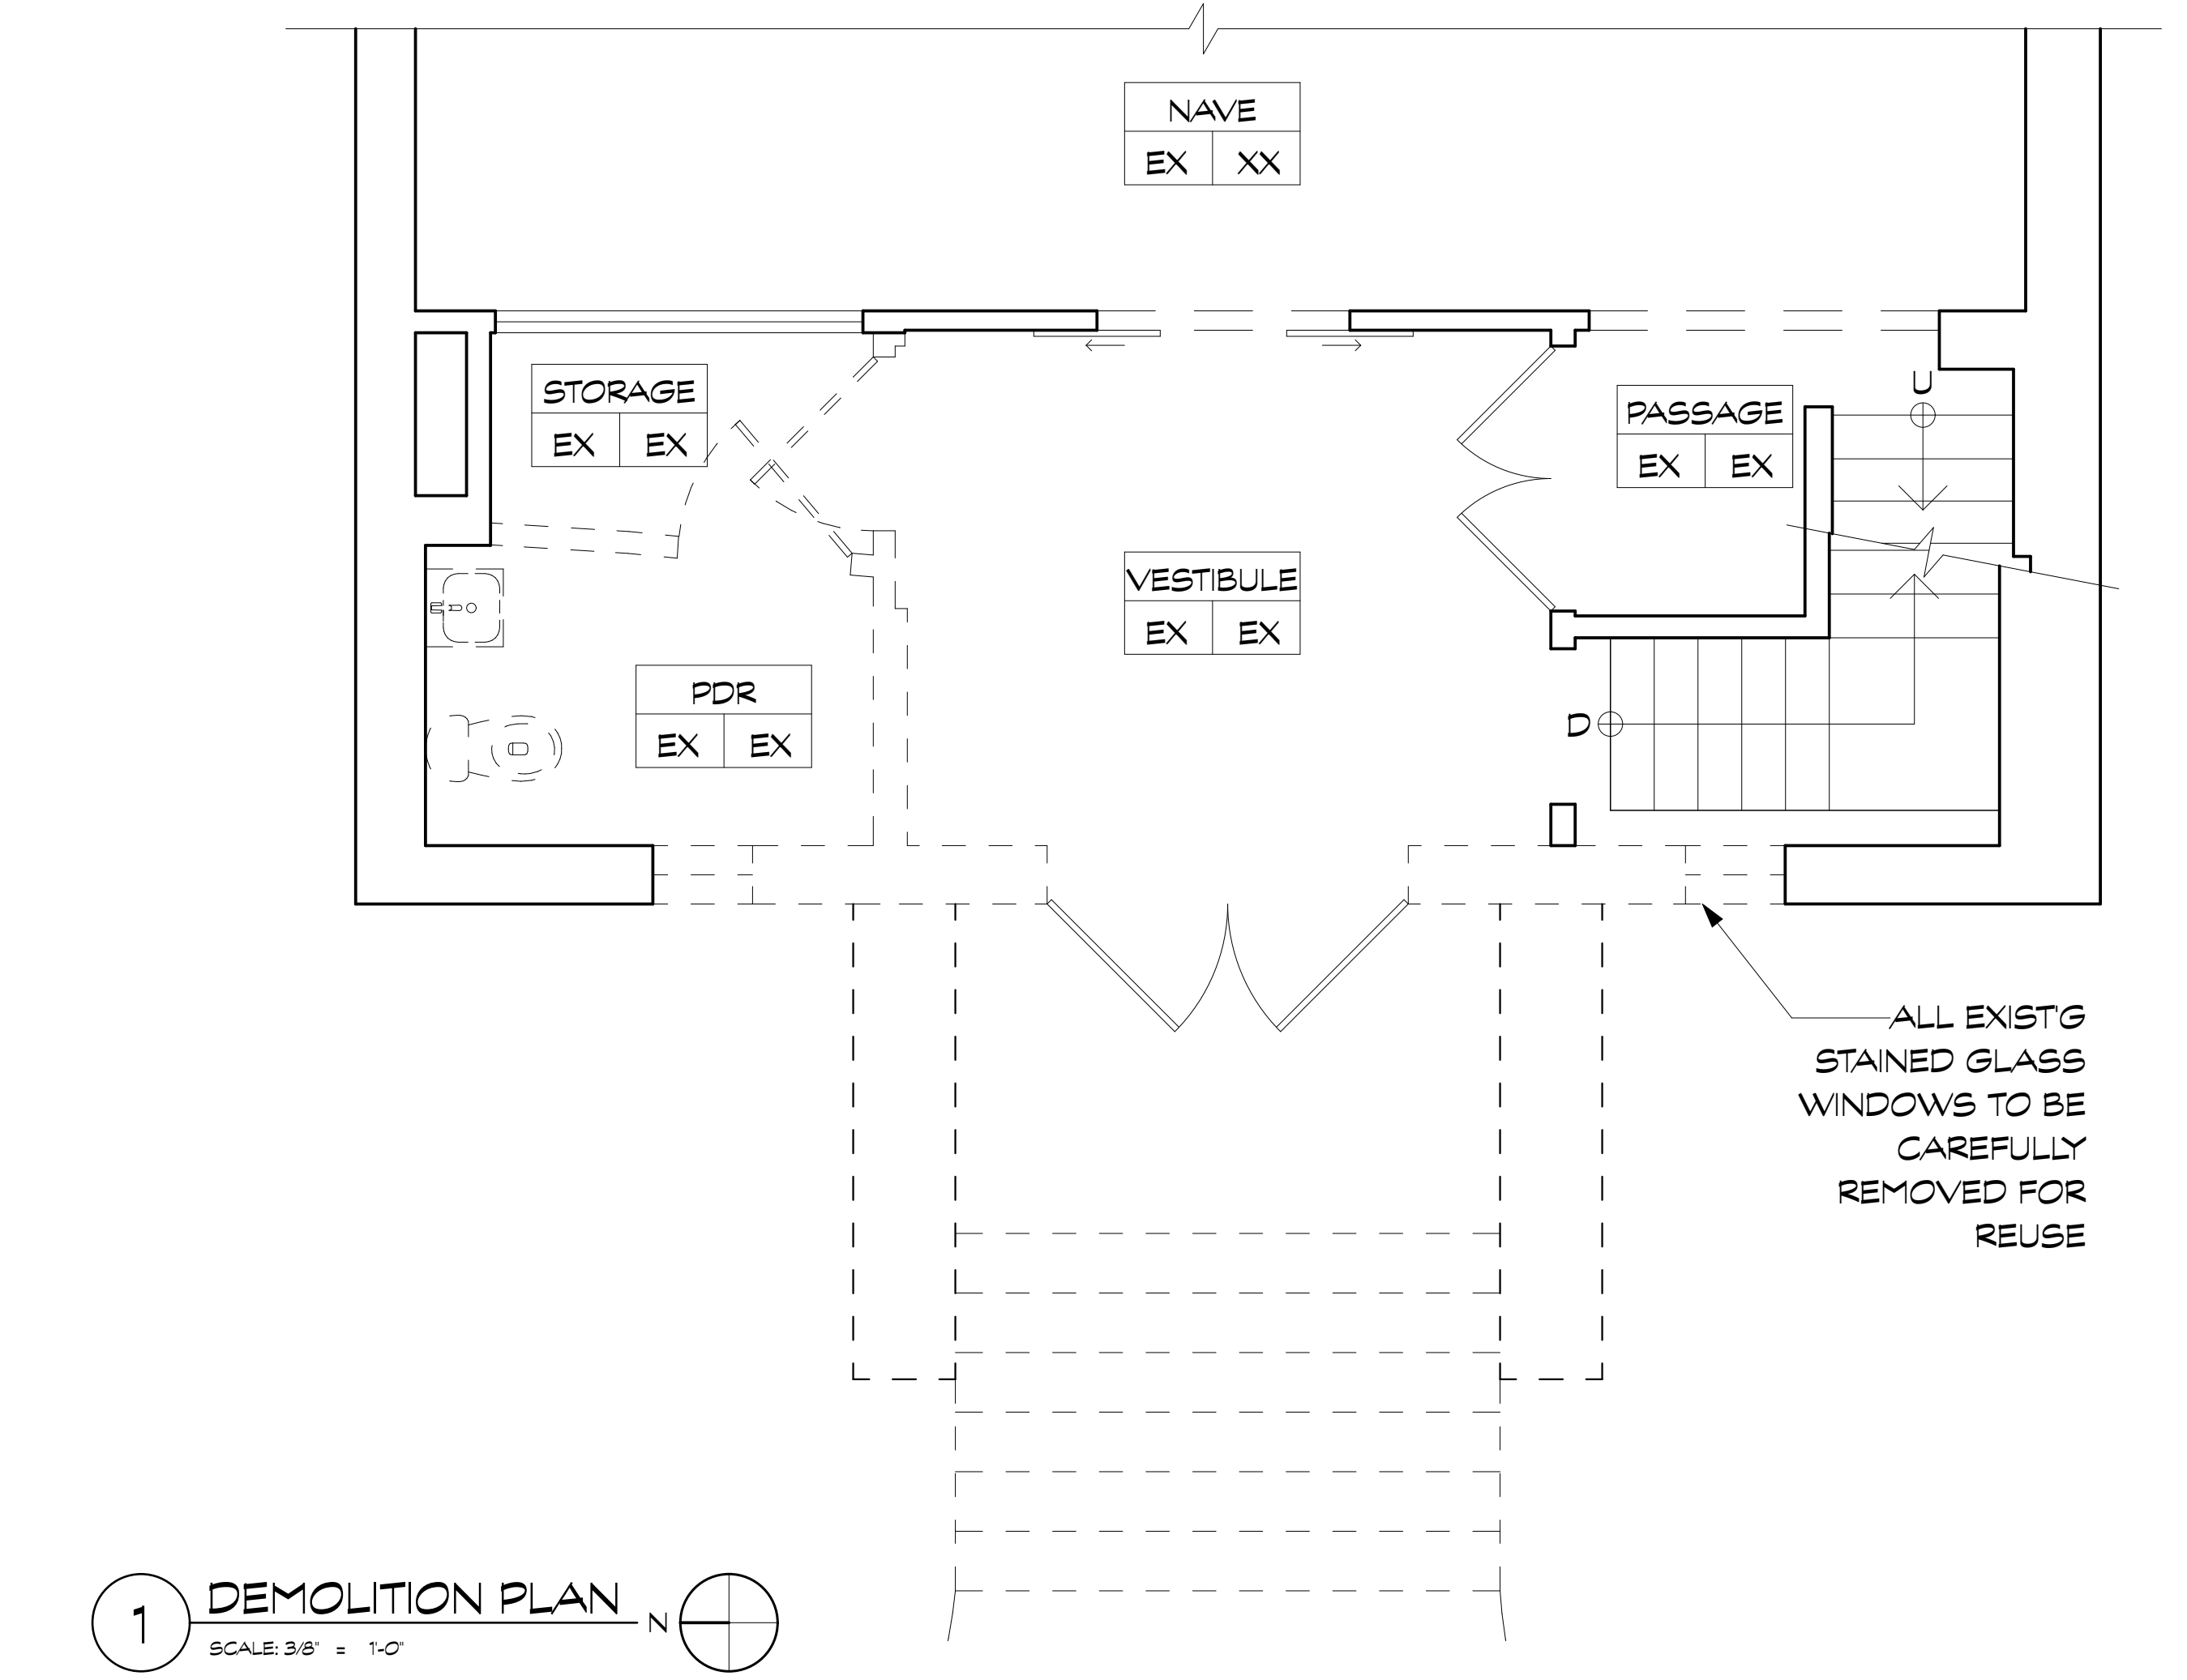 NAVE
EX XX
STORAGE
EX EX
PASSAGE
EX EX
U
VESTIBULE
EX EX
PDR
EX EX
D
ALL EXIST'G
STAINED GLASS
WINDOWS TO BE
CAREFULLY
REMOVED FOR
REUSE
1
DEMOLITION PLAN
SCALE: 3/8" = 1'-0"
N